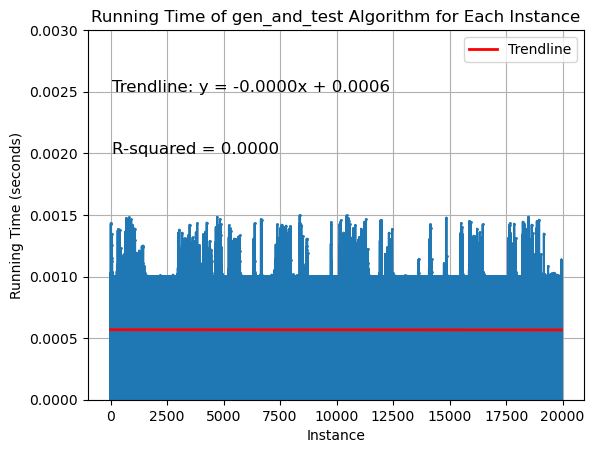 Running Time of gen_and_test Algorithm for Each Instance
0.0030
Trendline
0.0025
Trendline: y = -0.0000x + 0.0006
0.0020
R-squared = 0.0000
Running Time (seconds)
0.0015
0.0010
0.0005
0.0000
0 2500 5000 7500 10000 12500 15000 17500 20000
Instance